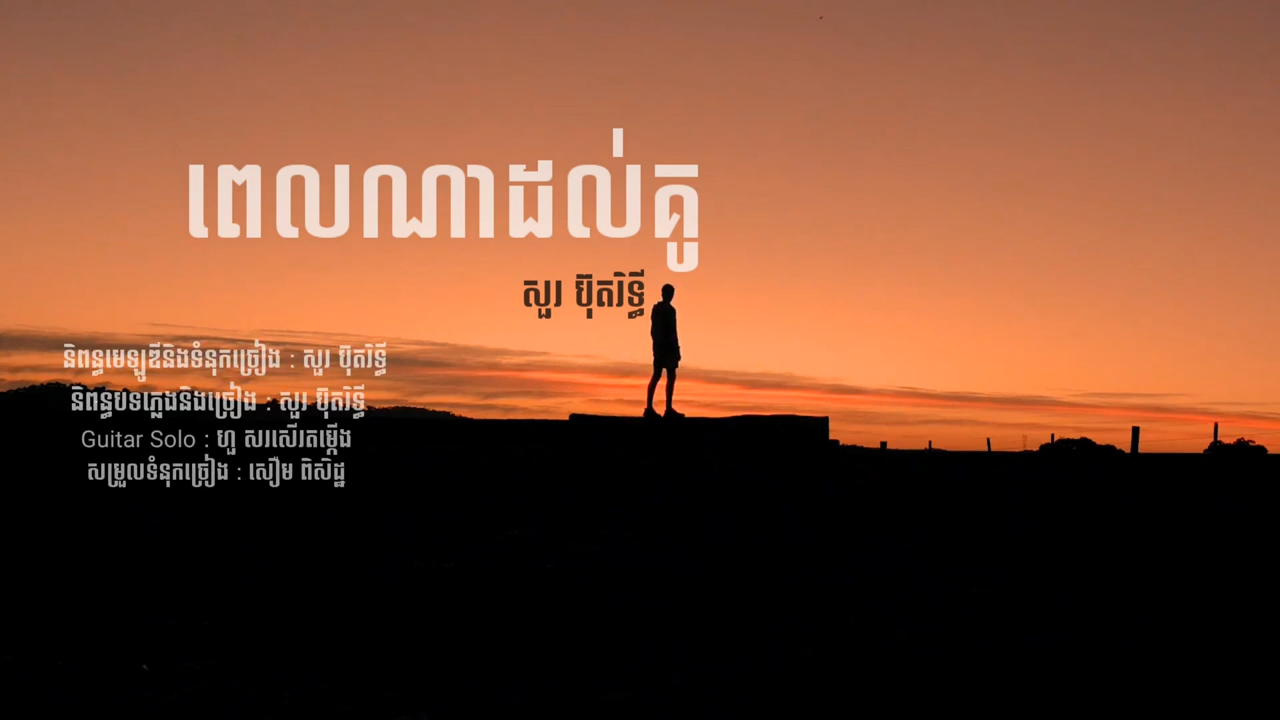 ពេលណាដល់គូ
សួរ ប៊ុតរិទ្ធី
និពន្ធមេឡូឌីនិងទំនុកច្រៀង : សួរ ប៊ុតរិទ្ធី
និពន្ធបទភ្លេងនិងច្រៀង : សួរ ប៊ុតរិទ្ធី
Guitar Solo : ហួ សរសើរតម្កើង
សម្រួលទំនុកច្រៀង : សឿម ពិសិដ្ឋ